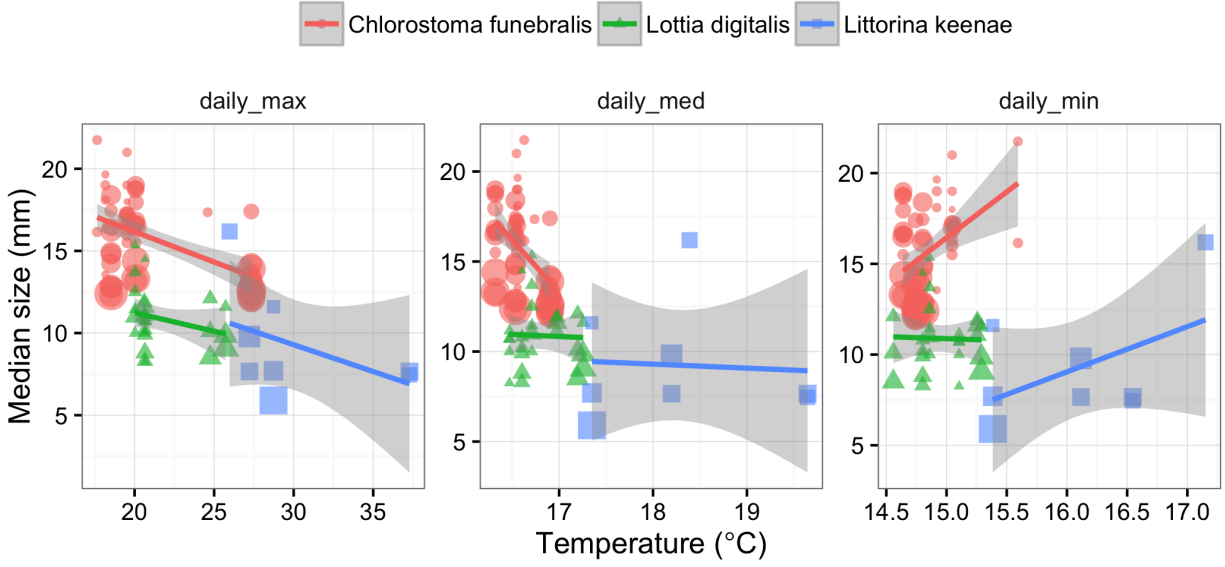 Chlorostoma funebralis Lottia digitalis Littorina keenae
daily_max daily_med daily_min
Median size (mm)
20
15
10
5
20
15
10
5
20
15
10
5
20 25 30 35
17 18 19
14.5 15.0 15.5 16.0 16.5 17.0
Temperature (°C)